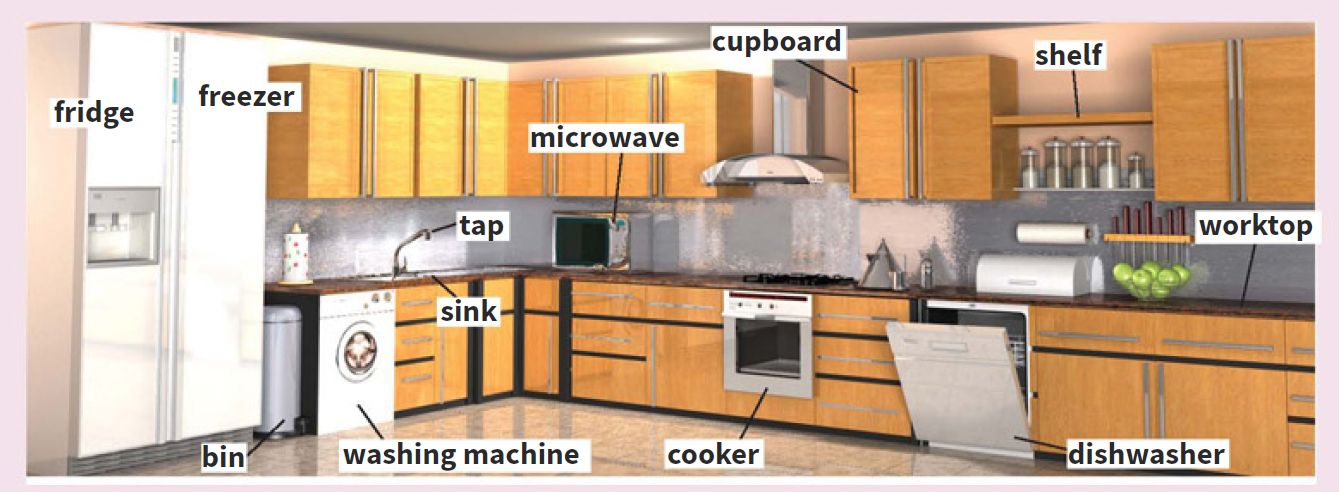 cupboard
shelf
fridge
freezer
microwave
tap
worktop
sink
bin
washing machine
cooker
dishwasher